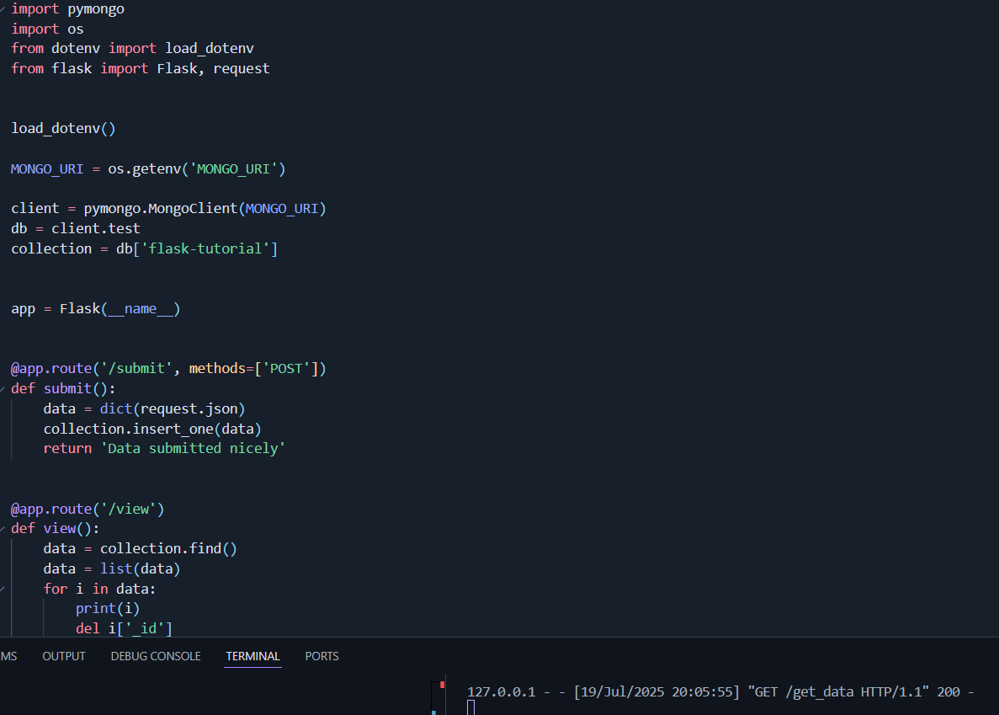 import pymongo
import os
from dotenv import load_dotenv
from flask import Flask, request
load_dotenv()
MONGO_URI = os.getenv('MONGO_URI')
client = pymongo.MongoClient(MONGO_URI)
db = client.test
collection = db['flask-tutorial']
app = Flask(__name__)
@app.route('/submit', methods=['POST'])
def submit():
    data = dict(request.json)
    collection.insert_one(data)
    return 'Data submitted nicely'
@app.route('/view')
def view():
    data = collection.find()
    data = list(data)
    for i in data:
        print(i)
        del i['_id']
MS OUTPUT DEBUG CONSOLE TERMINAL PORTS
127.0.0.1 - - [19/Jul/2025 20:05:55] "GET /get_data HTTP/1.1" 200 -